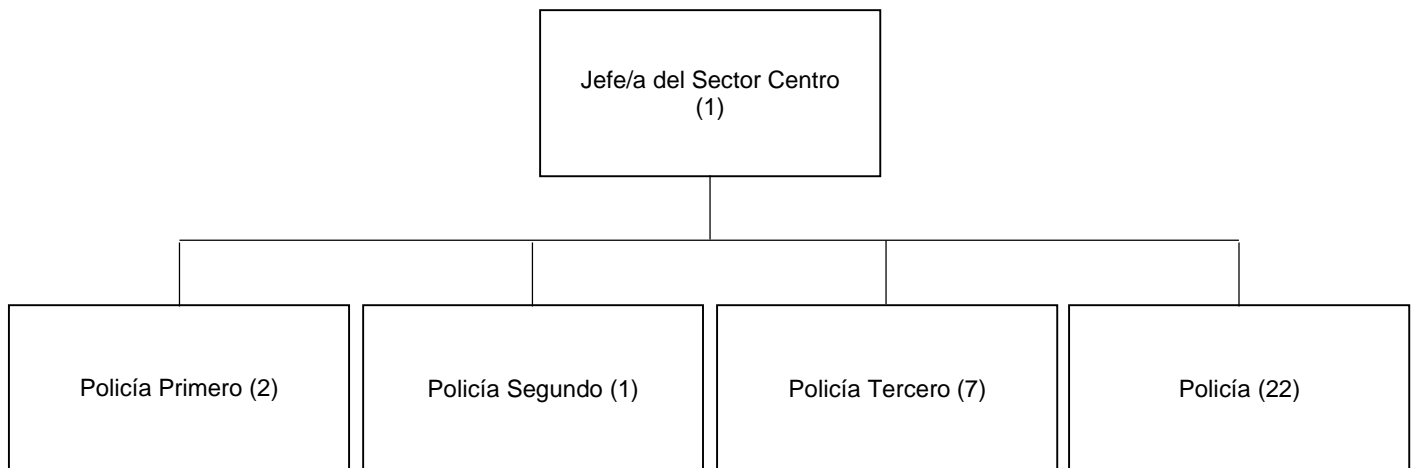 Jefe/a del Sector Centro
(1)
Policía Primero (2)
Policía Segundo (1)
Policía Tercero (7)
Policía (22)